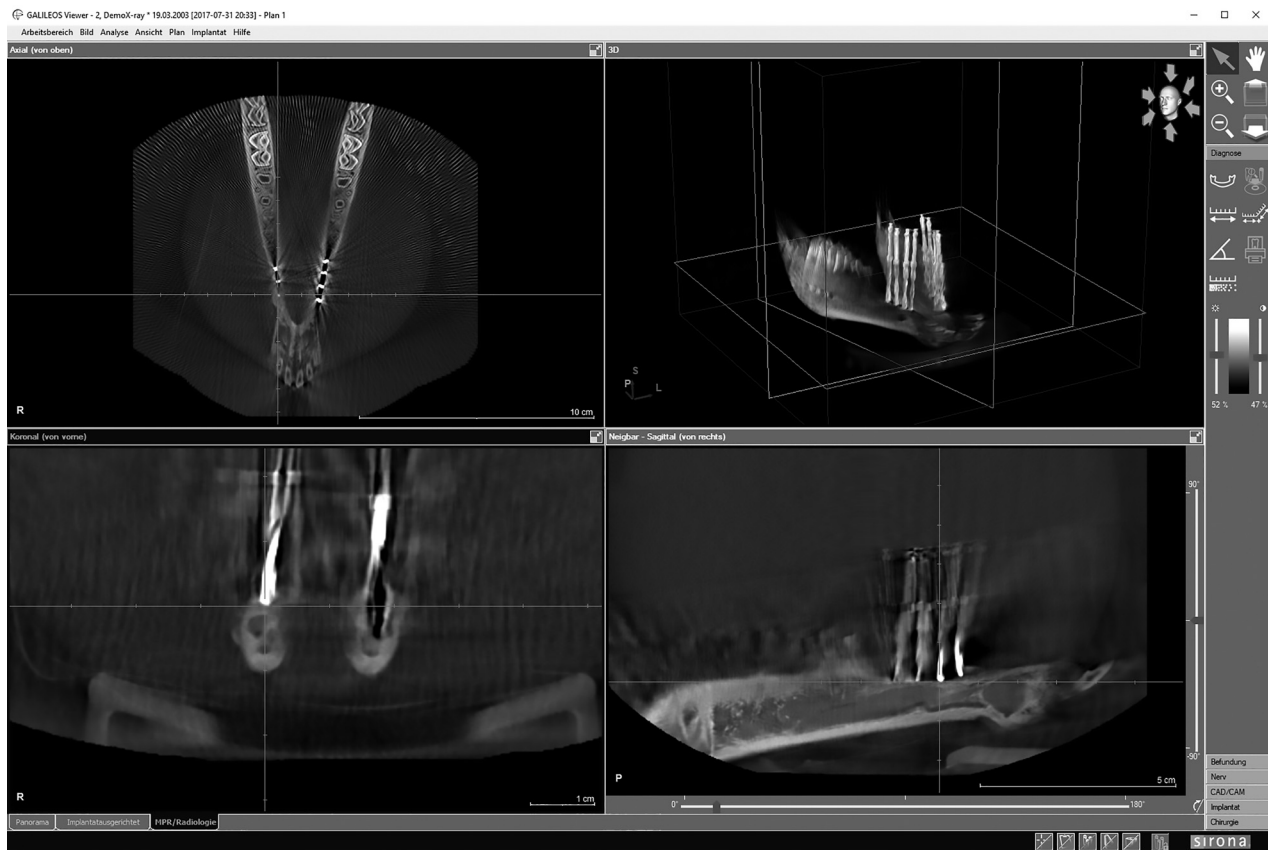 GALILEOS Viewer - 2, DemoX-ray * 19.03.2003 [2017-07-31 20:33] - Plan 1
Arbeitsbereich Bild Analyse Ansicht Plan Implantat Hilfe
Axial (von oben)
3D
Diagnose
R
10 cm
S
P
L
52 %
47 %
Koronal (von vorne)
Neigbar - Sagittal (von rechts)
90°
-90°
R
1 cm
P
5 cm
0°
180°
Befundung
Nerv
CAD/CAM
Implantat
Chirurgie
Panorama
Implantatausgerichtet
MPR/Radiologie
sirona